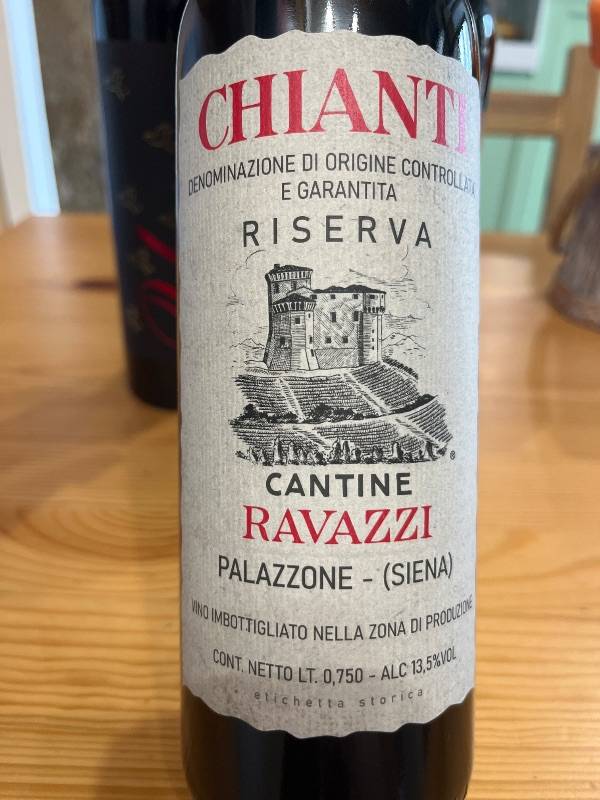 CHIANTI
DENOMINAZIONE DI ORIGINE CONTROLLATA
E GARANTITA
RISERVA
®
CANTINE
RAVAZZI
PALAZZONE - (SIENA)
VINO IMBOTTIGLIATO NELLA ZONA DI PRODUZIONE
CONT. NETTO LT. 0,750 - ALC 13,5%VOL
etichetta storica